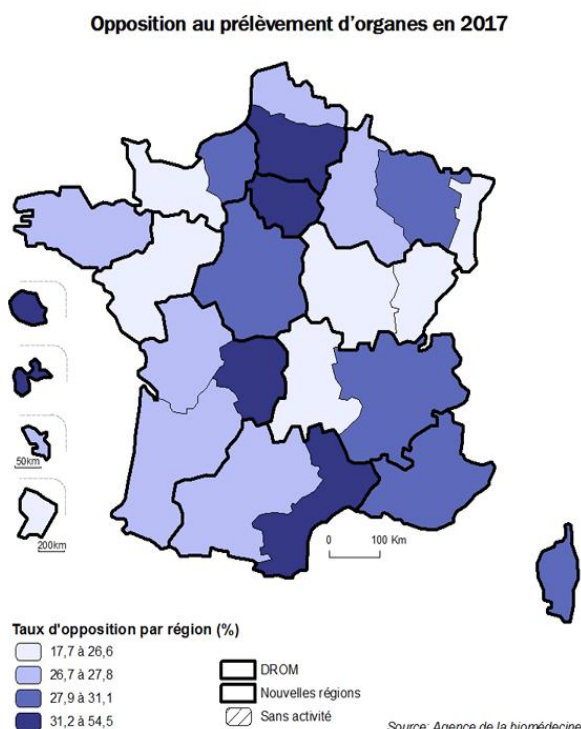 Opposition au prélèvement d'organes en 2017
50km
200km
0 100 Km
Taux d'opposition par région (%)
17,7 à 26,6
26,7 à 27,8
27,9 à 31,1
31,2 à 54,5
DROM
Nouvelles régions
Sans activité
Source: Agence de la biomédecine